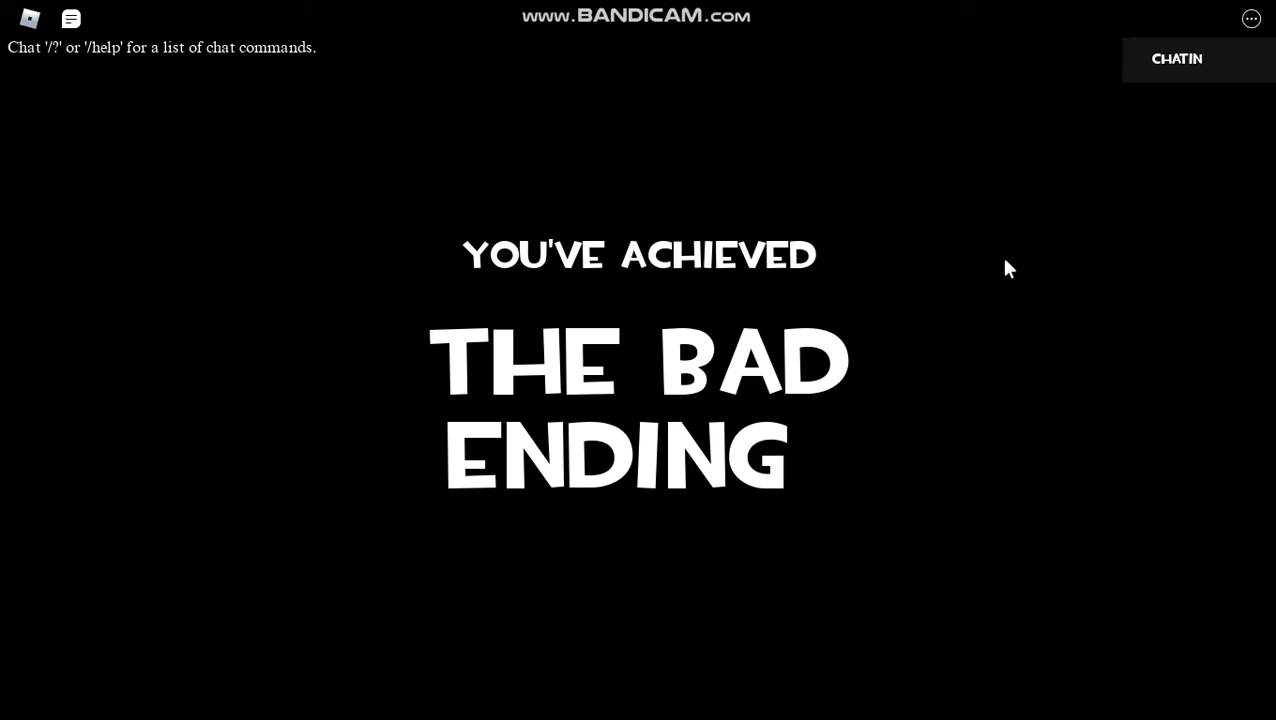 www.BANDICAM.com
Chat '/?' or '/help' for a list of chat commands.
CHATIN
YOU'VE ACHIEVED
THE BAD
ENDING